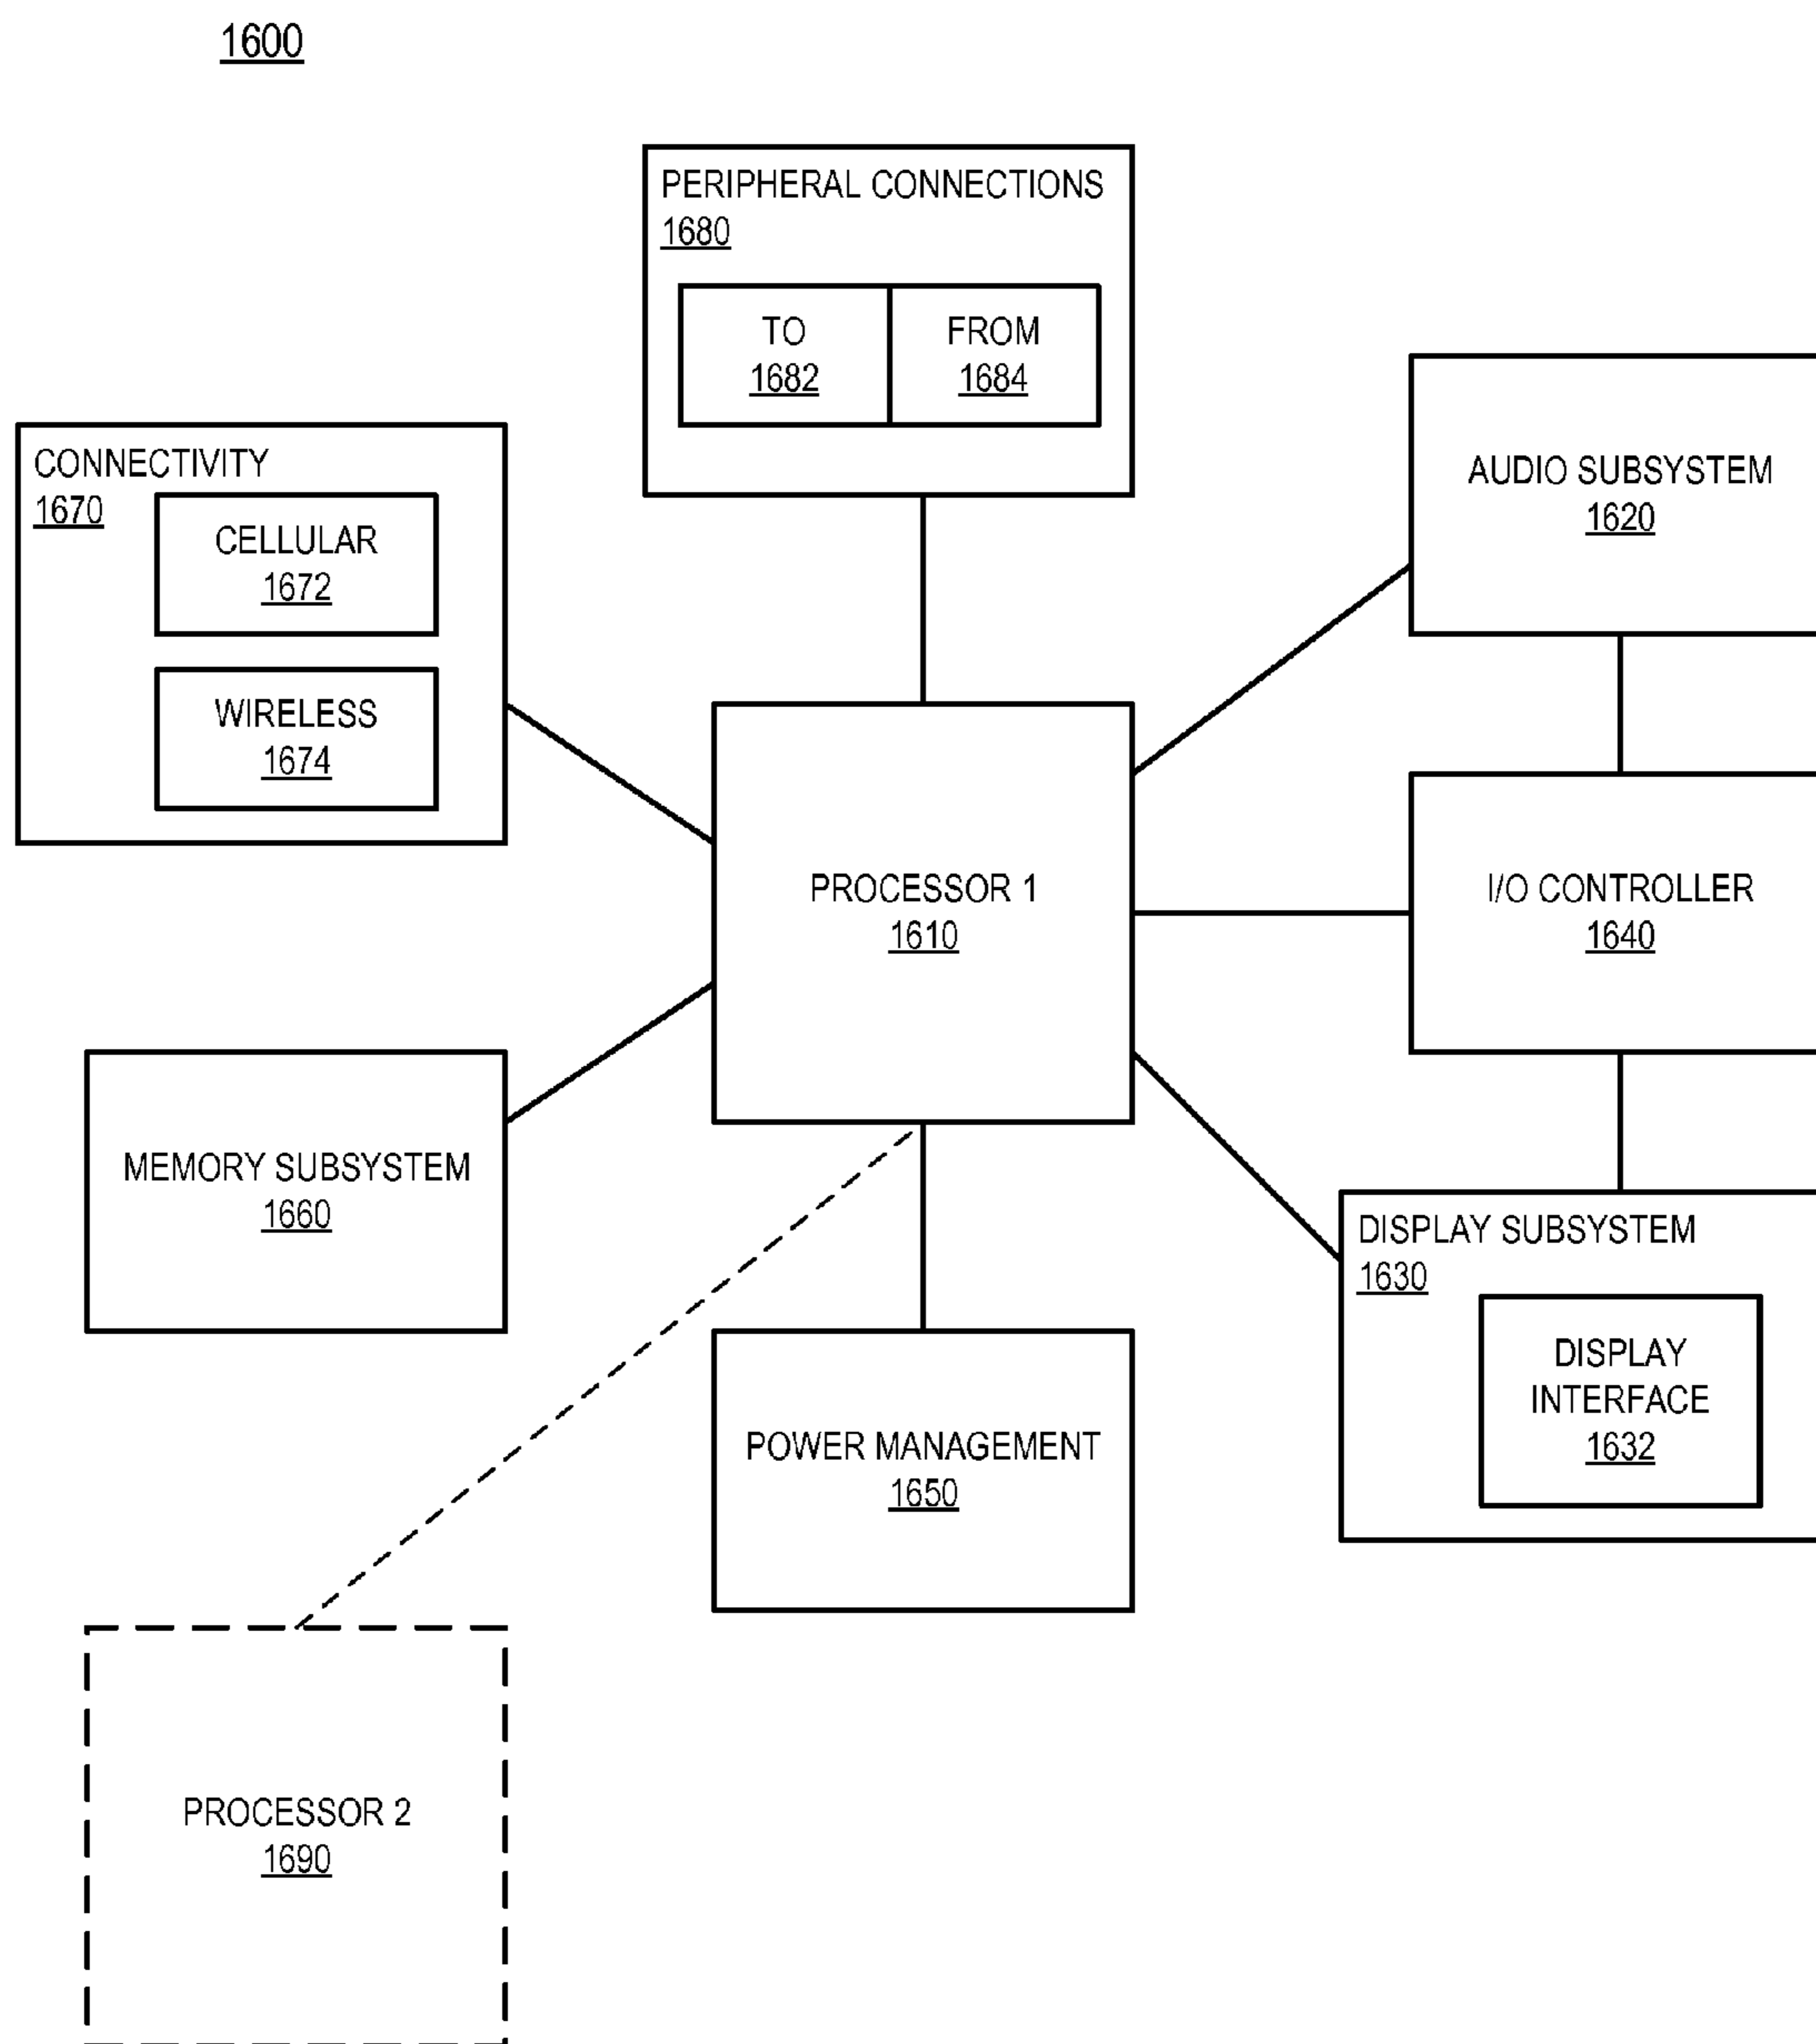 1600
PERIPHERAL CONNECTIONS
1680
TO
1682
FROM
1684
CONNECTIVITY
1670
CELLULAR
1672
WIRELESS
1674
AUDIO SUBSYSTEM
1620
PROCESSOR 1
1610
I/O CONTROLLER
1640
MEMORY SUBSYSTEM
1660
DISPLAY SUBSYSTEM
1630
DISPLAY
INTERFACE
1632
POWER MANAGEMENT
1650
PROCESSOR 2
1690